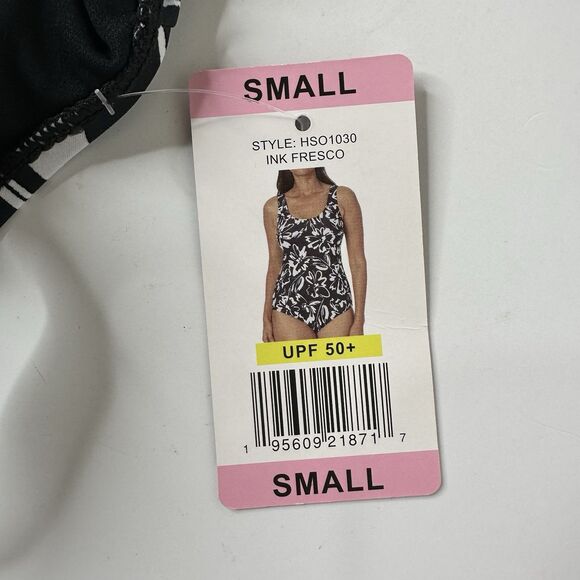 SMALL
STYLE: HSO1030
INK FRESCO
UPF 50+
1 95609 21871 7
SMALL